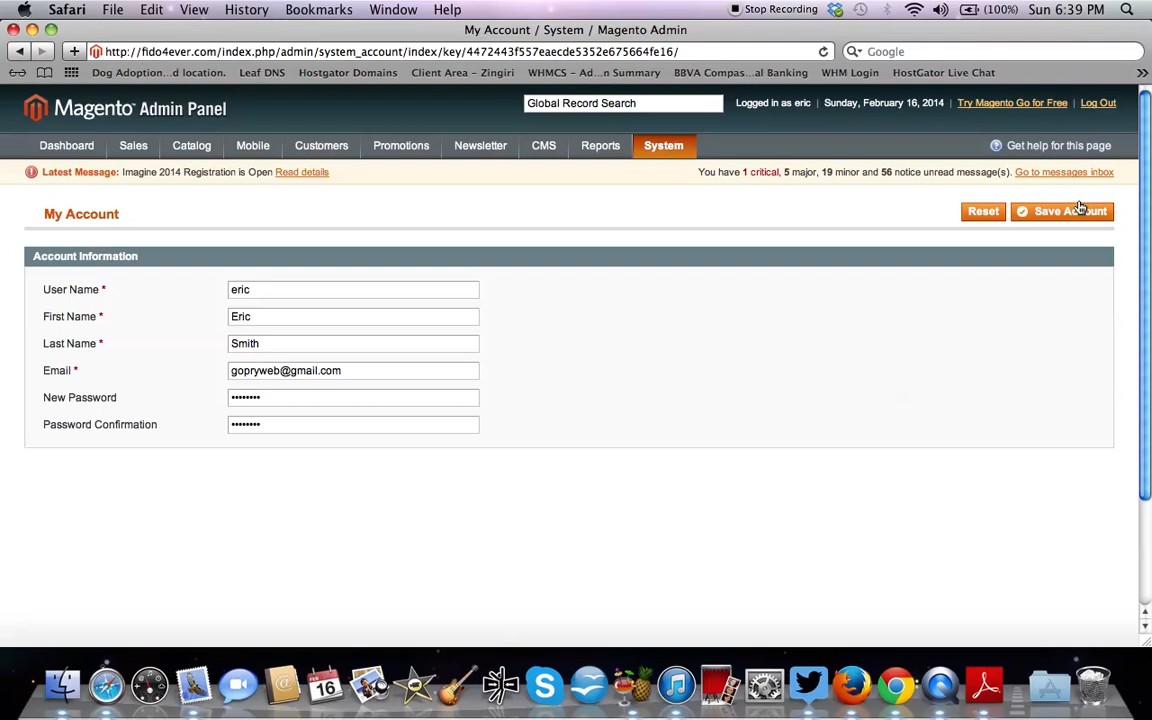 Safari File Edit View History Bookmarks Window Help Stop Recording (100%) Sun 6:39 PM
My Account / System / Magento Admin
http://fido4ever.com/index.php/admin/system_account/index/key/4472443f557eaecde5352e675664fe16/ Google
Dog Adoption...d location. Leaf DNS Hostgator Domains Client Area – Zingiri WHMCS – Ad...n Summary BBVA Compas...al Banking WHM Login HostGator Live Chat
Magento Admin Panel Global Record Search Logged in as eric | Sunday, February 16, 2014 | Try Magento Go for Free | Log Out
Dashboard Sales Catalog Mobile Customers Promotions Newsletter CMS Reports System Get help for this page
Latest Message: Imagine 2014 Registration is Open Read details You have 1 critical, 5 major, 19 minor and 56 notice unread message(s). Go to messages inbox
My Account Reset Save Account
Account Information
User Name * eric
First Name * Eric
Last Name * Smith
Email * gopryweb@gmail.com
New Password ••••••••
Password Confirmation ••••••••
FEB
16